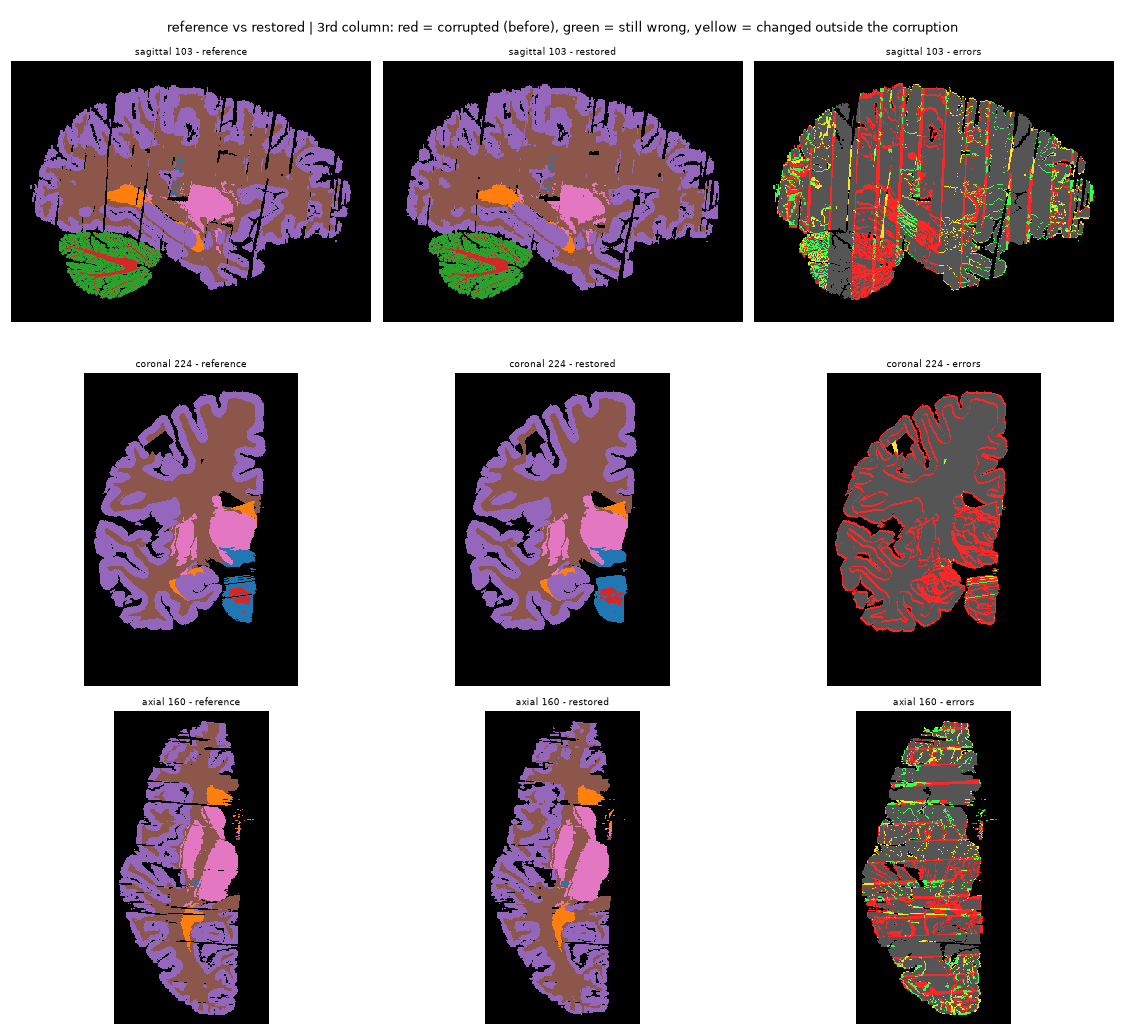 reference vs restored | 3rd column: red = corrupted (before), green = still wrong, yellow = changed outside the corruption
sagittal 103 - reference
sagittal 103 - restored
sagittal 103 - errors
coronal 224 - reference
coronal 224 - restored
coronal 224 - errors
axial 160 - reference
axial 160 - restored
axial 160 - errors